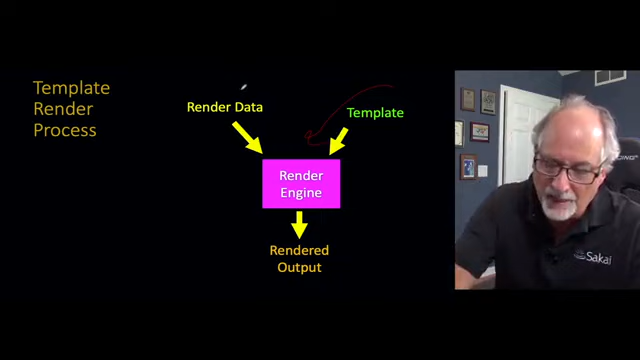 Template
Render
Process
Render Data
Template
Render
Engine
Rendered
Output
Sakai